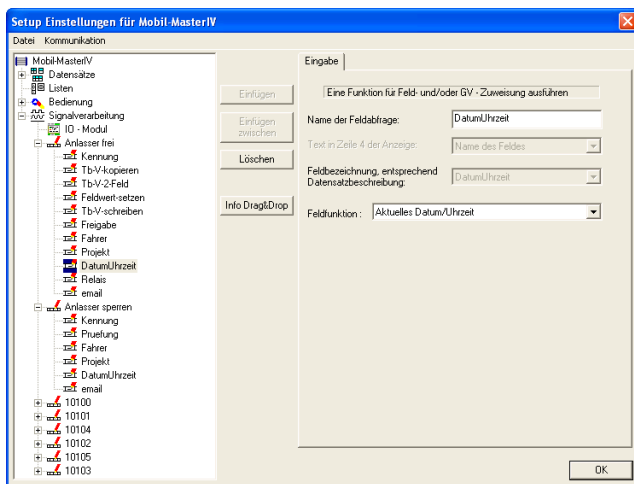 Setup Einstellungen für Mobil-MasterIV
Datei Kommunikation
Mobil-MasterIV
Datensätze
Listen
Bedienung
Signalverarbeitung
IO - Modul
Anlasser frei
Kennung
Tb-V-kopieren
Tb-V-2-Feld
Feldwert-setzen
Tb-V-schreiben
Freigabe
Fahrer
Projekt
DatumUhrzeit
Relais
email
Anlasser sperren
Kennung
Pruefung
Fahrer
Projekt
DatumUhrzeit
email
10100
10101
10104
10102
10105
10103
Einfügen
Einfügen
zwischen
Löschen
Info Drag&Drop
Eingabe
Eine Funktion für Feld- und/oder GV - Zuweisung ausführen
Name der Feldabfrage: DatumUhrzeit
Text in Zeile 4 der Anzeige: Name des Feldes
Feldbezeichnung, entsprechend
Datensatzbeschreibung: DatumUhrzeit
Feldfunktion : Aktuelles Datum/Uhrzeit
OK